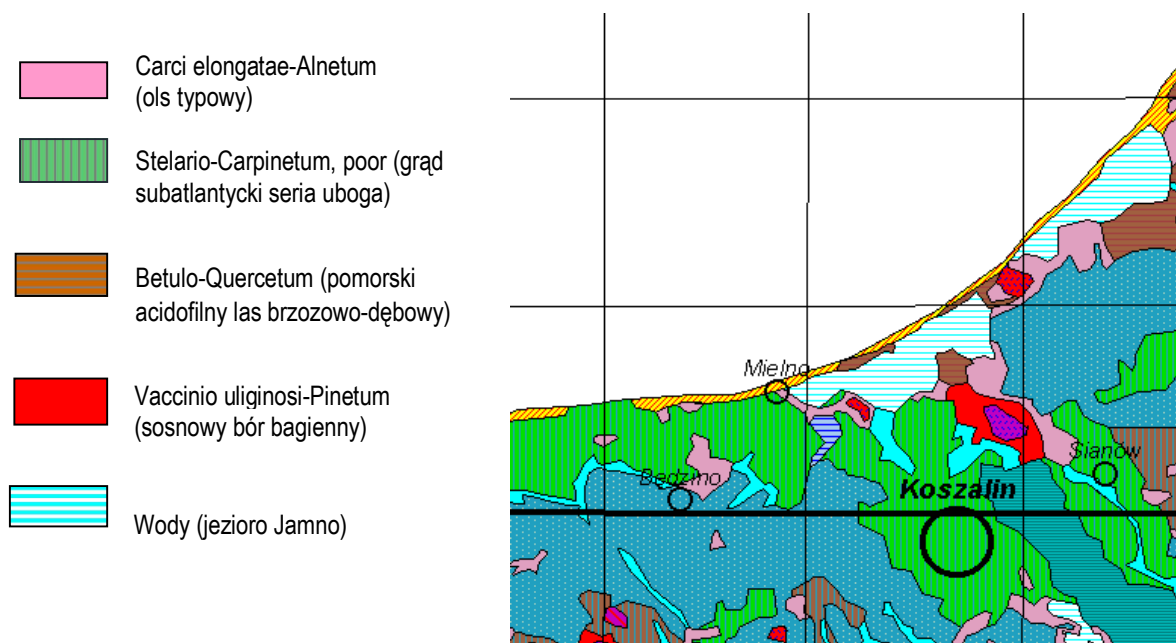 Carci elongatae-Alnetum
(ols typowy)
Stelario-Carpinetum, poor (grąd
subatlantycki seria uboga)
Betulo-Quercetum (pomorski
acidofilny las brzozowo-dębowy)
Vaccinio uliginosi-Pinetum
(sosnowy bór bagienny)
Wody (jezioro Jamno)
Mielno
Sianów
Będzino
Koszalin